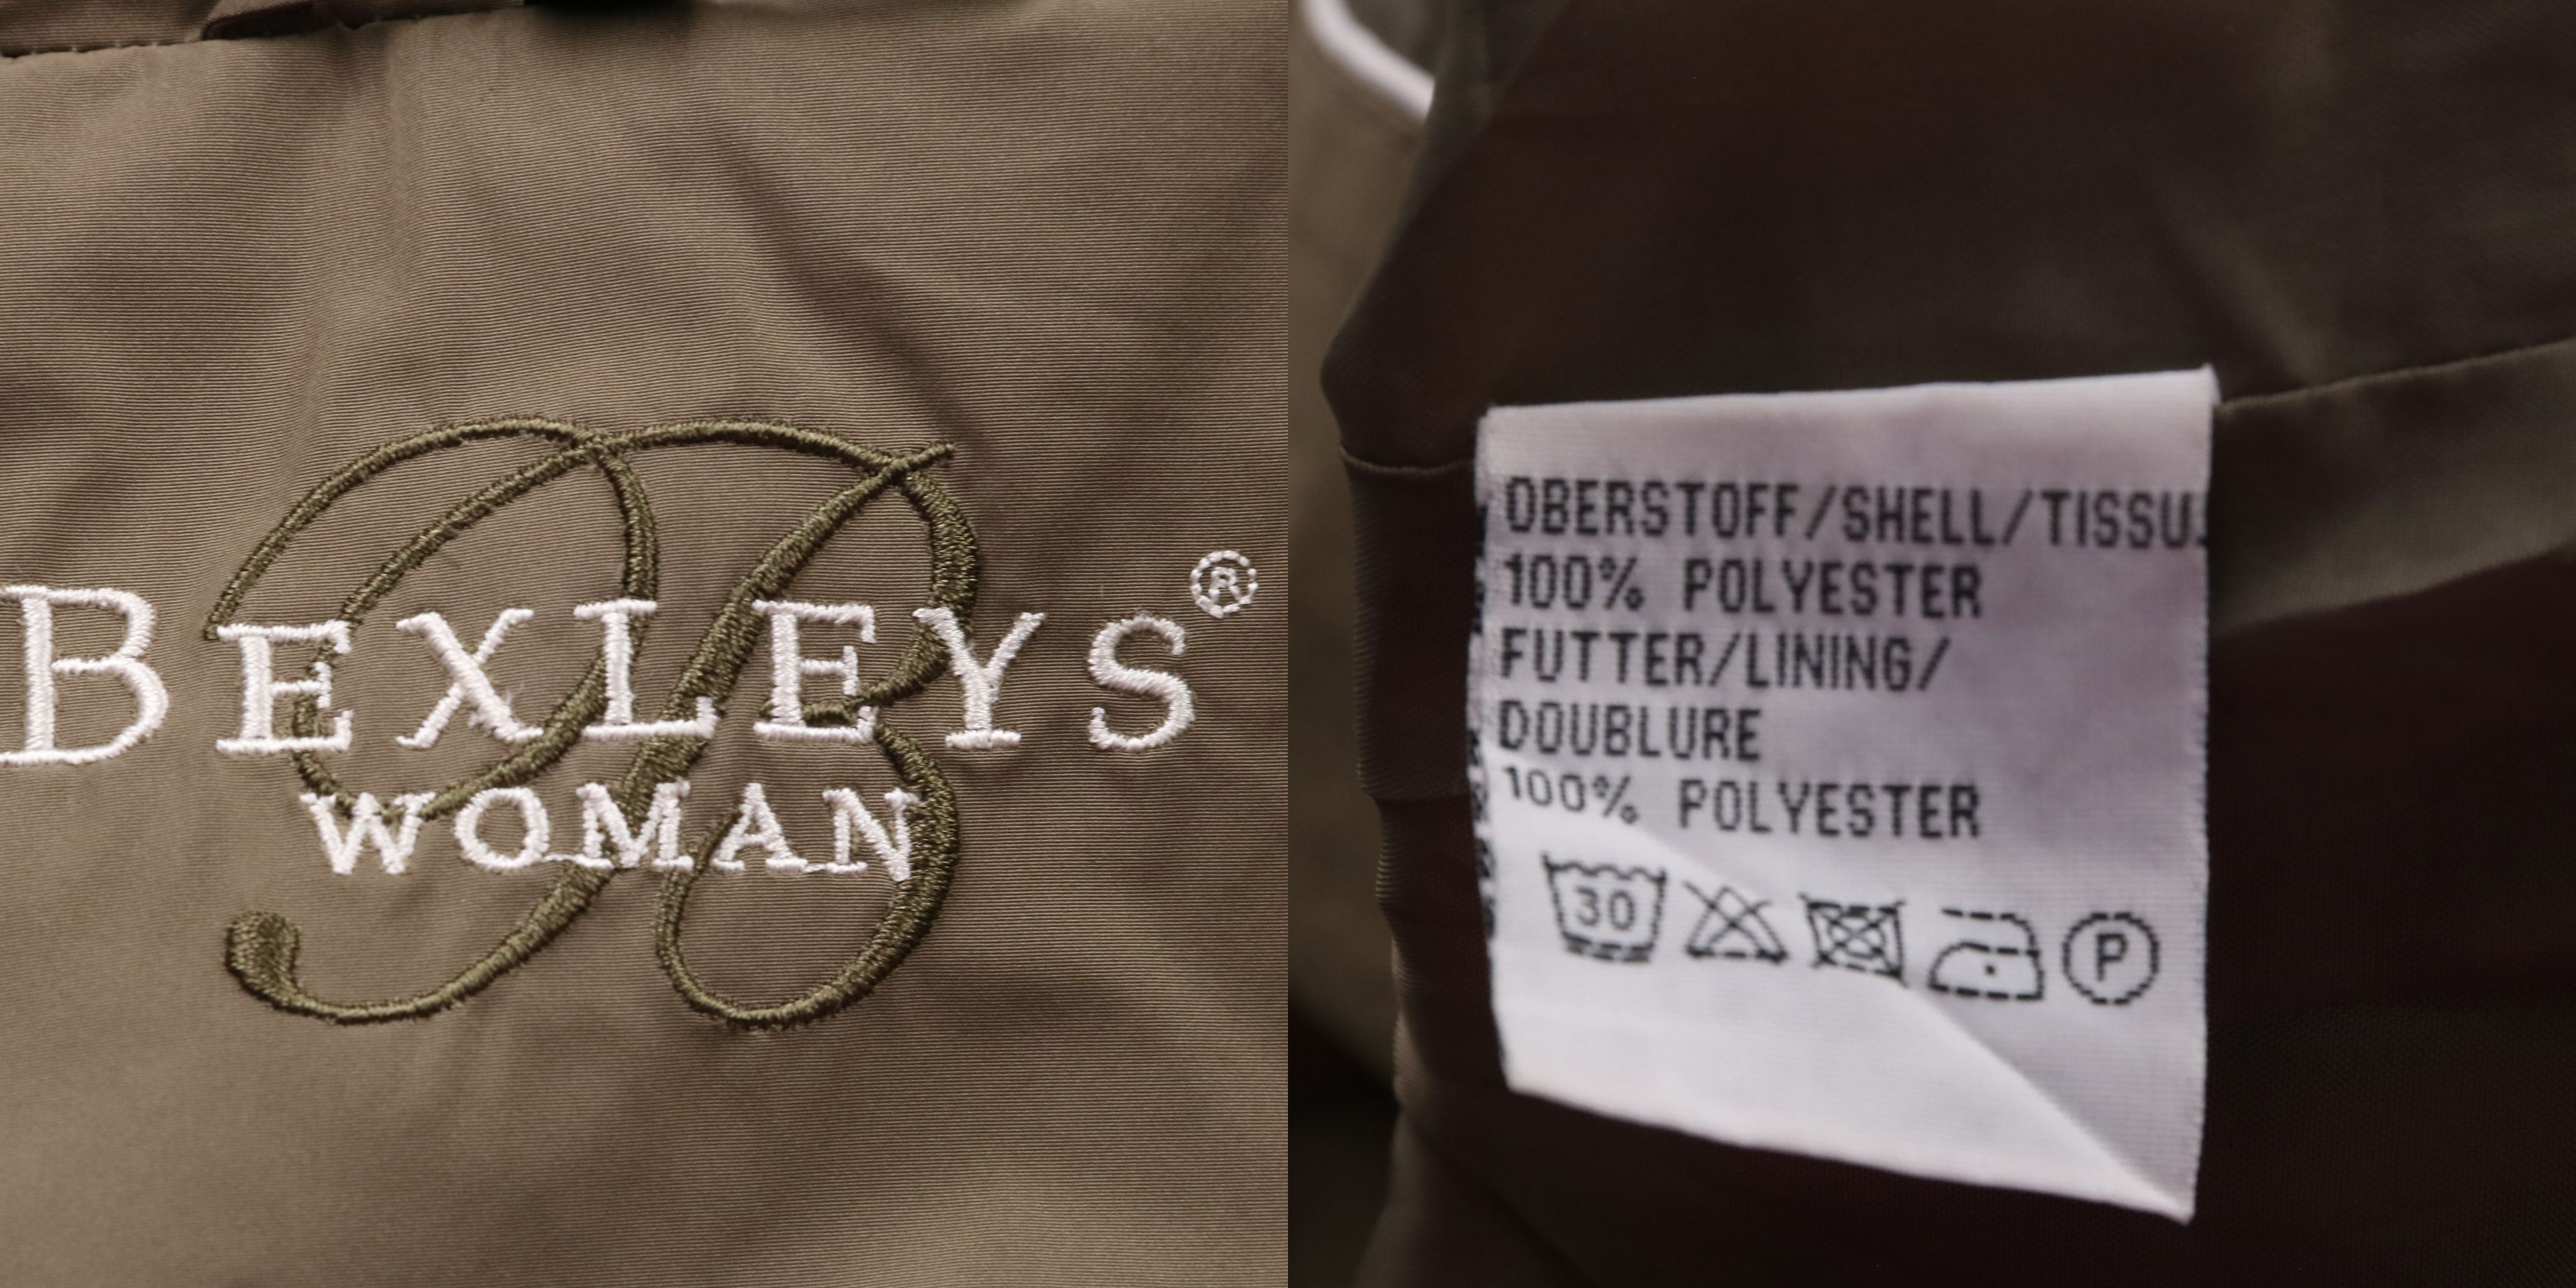 BEXLEYS®
WOMAN
OBERSTOFF/SHELL/TISSU
100% POLYESTER
FUTTER/LINING/
DOUBLURE
100% POLYESTER
30 P